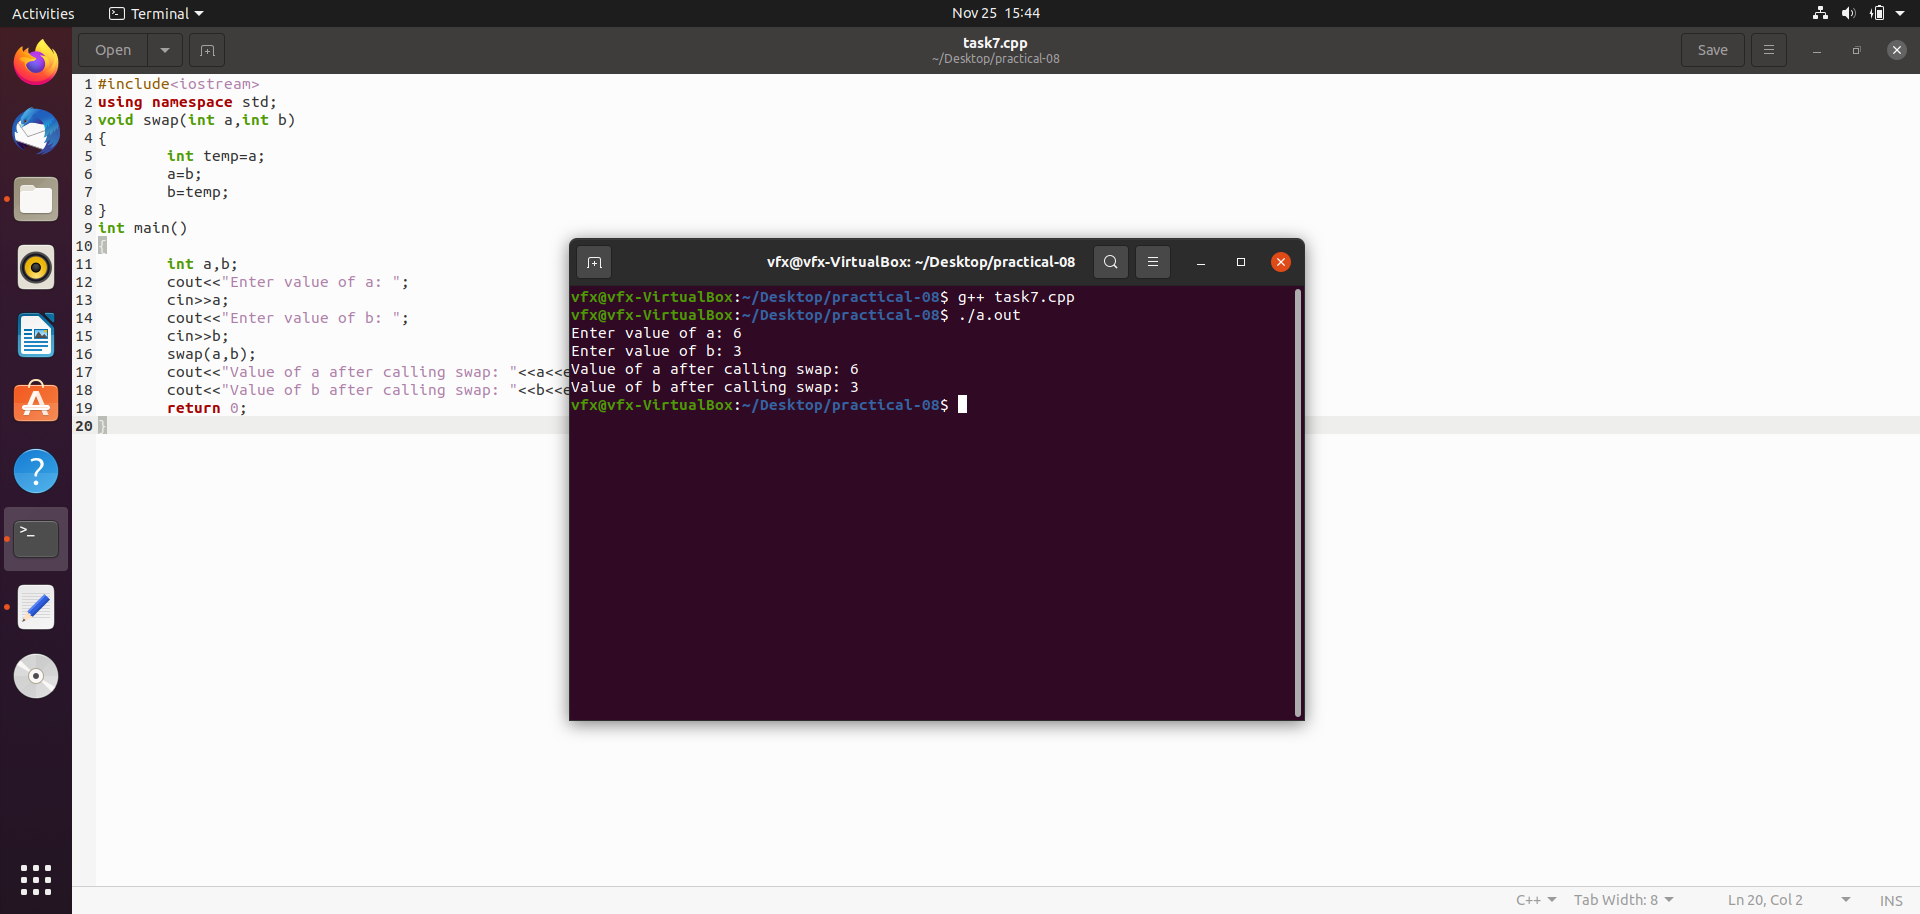 Activities Terminal Nov 25 15:44
Open task7.cpp Save
~/Desktop/practical-08
1 #include<iostream>
2 using namespace std;
3 void swap(int a,int b)
4 {
5 int temp=a;
6 a=b;
7 b=temp;
8 }
9 int main()
10 {
11 int a,b;
12 cout<<"Enter value of a: ";
13 cin>>a;
14 cout<<"Enter value of b: ";
15 cin>>b;
16 swap(a,b);
17 cout<<"Value of a after calling swap: "<<a<<e
18 cout<<"Value of b after calling swap: "<<b<<e
19 return 0;
20 }
vfx@vfx-VirtualBox: ~/Desktop/practical-08
vfx@vfx-VirtualBox:~/Desktop/practical-08$ g++ task7.cpp
vfx@vfx-VirtualBox:~/Desktop/practical-08$ ./a.out
Enter value of a: 6
Enter value of b: 3
Value of a after calling swap: 6
Value of b after calling swap: 3
vfx@vfx-VirtualBox:~/Desktop/practical-08$
C++ Tab Width: 8 Ln 20, Col 2 INS